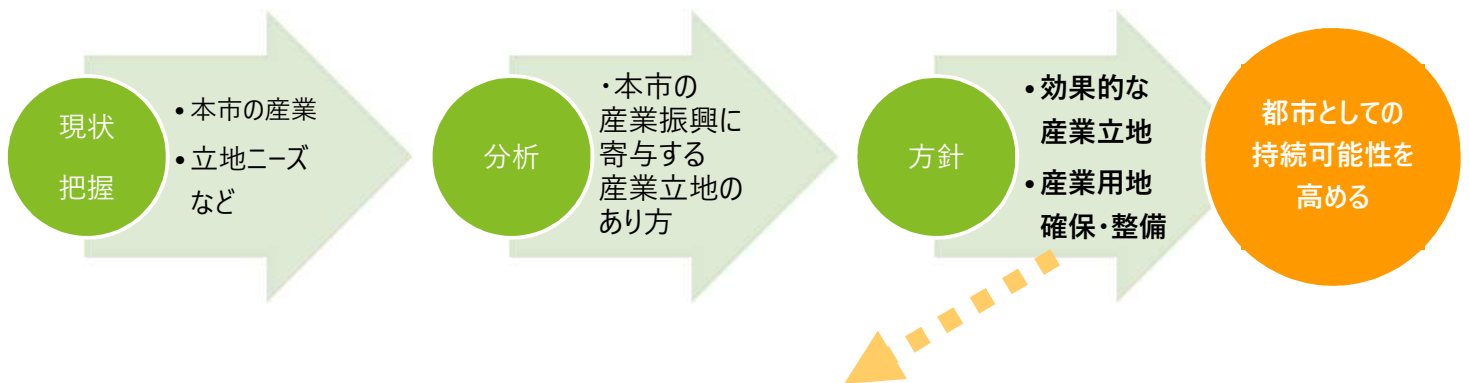 現状
把握
•本市の産業
•立地ニーズ
など
分析
・本市の
産業振興に
寄与する
産業立地の
あり方
方針
•効果的な
産業立地
•産業用地
確保・整備
都市としての
持続可能性を
高める